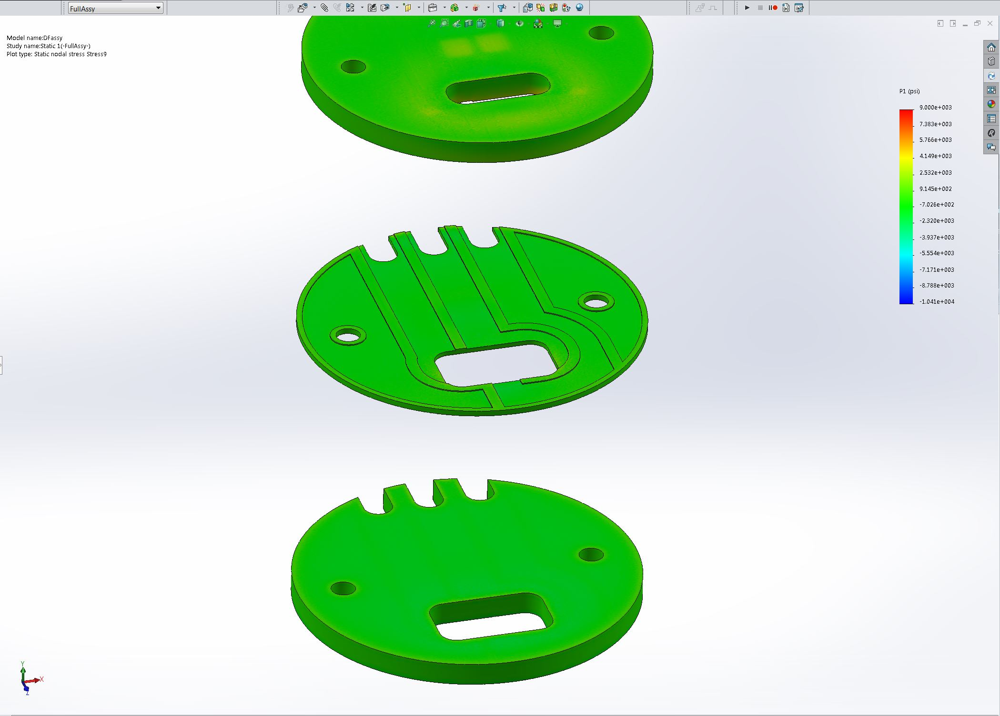 FullAssy
Model name:DFassy
Study name:Static 1(-FullAssy-)
Plot type: Static nodal stress Stress9
P1 (psi)
9.000e+003
7.383e+003
5.766e+003
4.149e+003
2.532e+003
9.145e+002
-7.026e+002
-2.320e+003
-3.937e+003
-5.554e+003
-7.171e+003
-8.788e+003
-1.041e+004
Y
X
Z